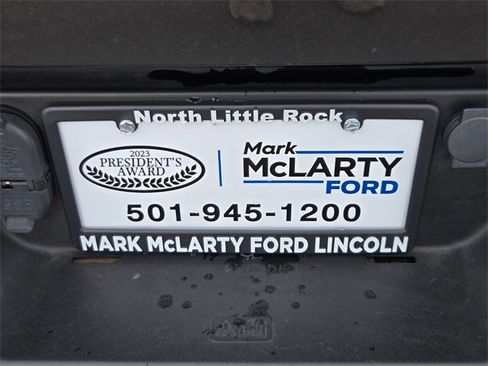 North Little Rock
2023
PRESIDENT'S
AWARD
Mark
McLARTY
FORD
501-945-1200
MARK McLARTY FORD LINCOLN